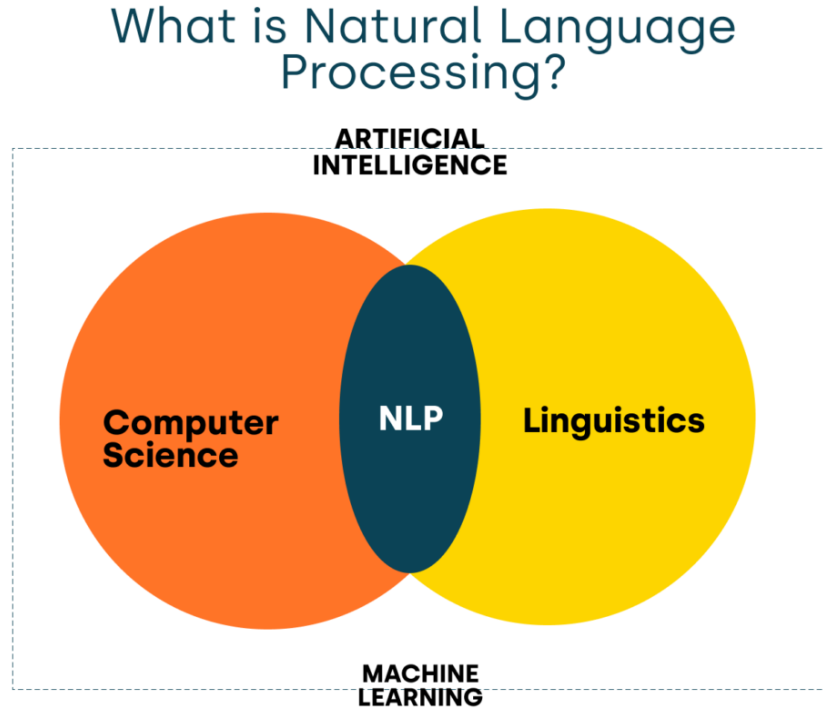 What is Natural Language
Processing?
ARTIFICIAL
INTELLIGENCE
Computer
Science
NLP
Linguistics
MACHINE
LEARNING